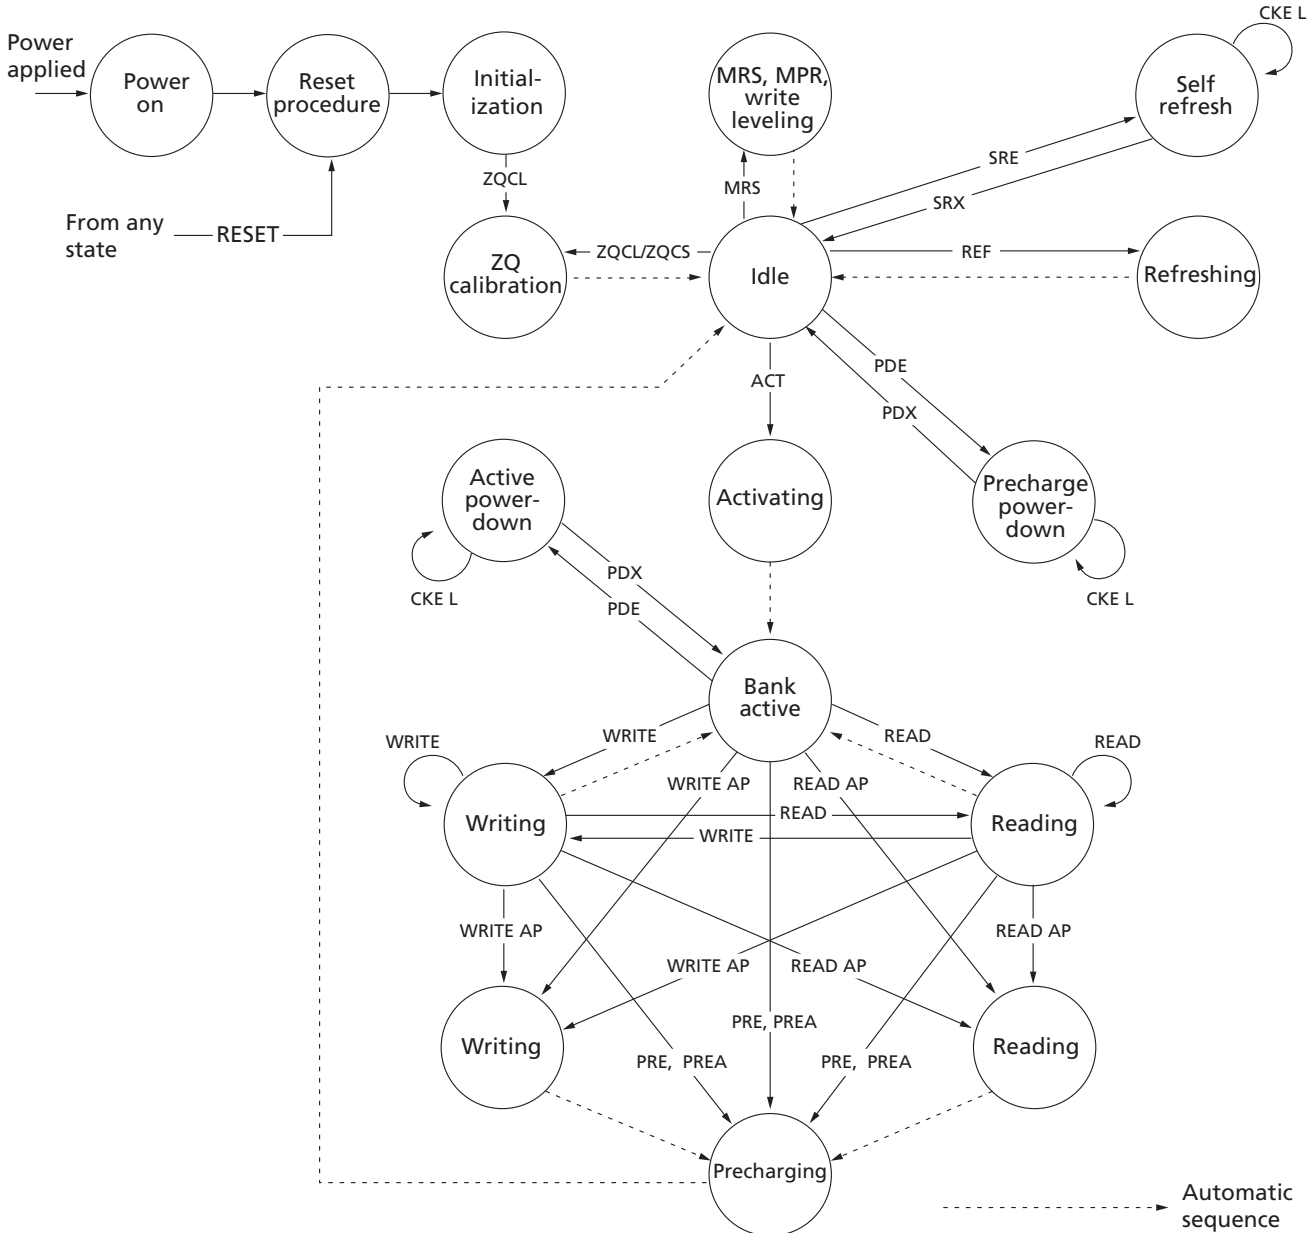 CKE L
Power
applied
Power
on
Reset
procedure
Initial-
ization
MRS, MPR,
write
leveling
Self
refresh
ZQCL
MRS
SRE
SRX
From any
state
RESET
ZQ
calibration
ZQCL/ZQCS
Idle
REF
Refreshing
ACT
PDE
PDX
Active
power-
down
Activating
Precharge
power-
down
CKE L
PDX
PDE
CKE L
Bank
active
WRITE
WRITE
READ
READ
WRITE AP
READ AP
Writing
READ
WRITE
Reading
WRITE AP
READ AP
WRITE AP
READ AP
Writing
PRE, PREA
Reading
PRE, PREA
PRE, PREA
Precharging
Automatic
sequence